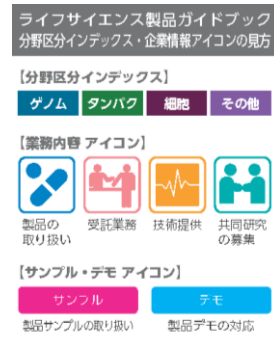 ライフサイエンス製品ガイドブック
分野区分インデックス・企業情報アイコンの見方
【分野区分インデックス】
ゲノム タンパク 細胞 その他
【業務内容 アイコン】
製品の取り扱い 受託業務 技術提供 共同研究の募集
【サンプル・デモ アイコン】
サンプル デモ
製品サンプルの取り扱い 製品デモの対応